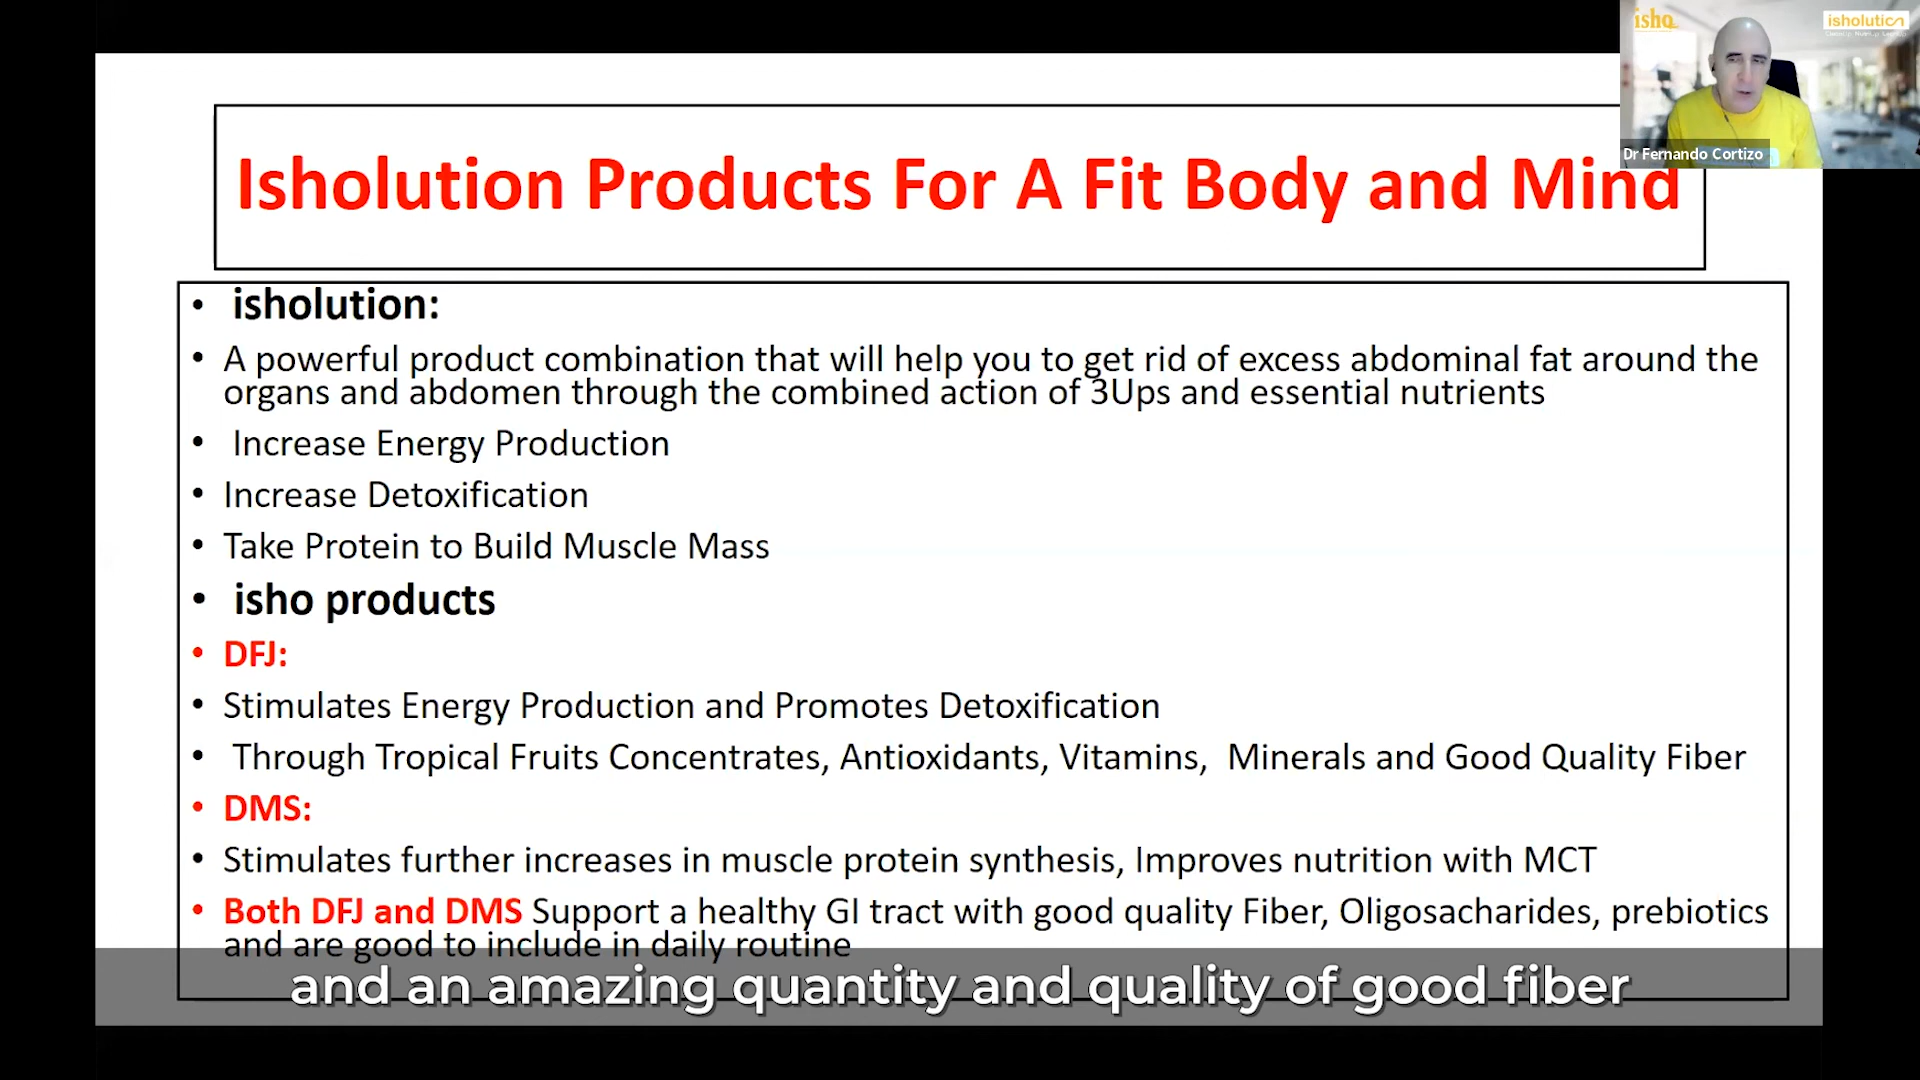 isho
isholution
Dr Fernando Cortizo
Isholution Products For A Fit Body and Mind
• isholution:
• A powerful product combination that will help you to get rid of excess abdominal fat around the
organs and abdomen through the combined action of 3Ups and essential nutrients
• Increase Energy Production
• Increase Detoxification
• Take Protein to Build Muscle Mass
• isho products
• DFJ:
• Stimulates Energy Production and Promotes Detoxification
• Through Tropical Fruits Concentrates, Antioxidants, Vitamins, Minerals and Good Quality Fiber
• DMS:
• Stimulates further increases in muscle protein synthesis, Improves nutrition with MCT
• Both DFJ and DMS Support a healthy GI tract with good quality Fiber, Oligosacharides, prebiotics
and are good to include in daily routine
and an amazing quantity and quality of good fiber